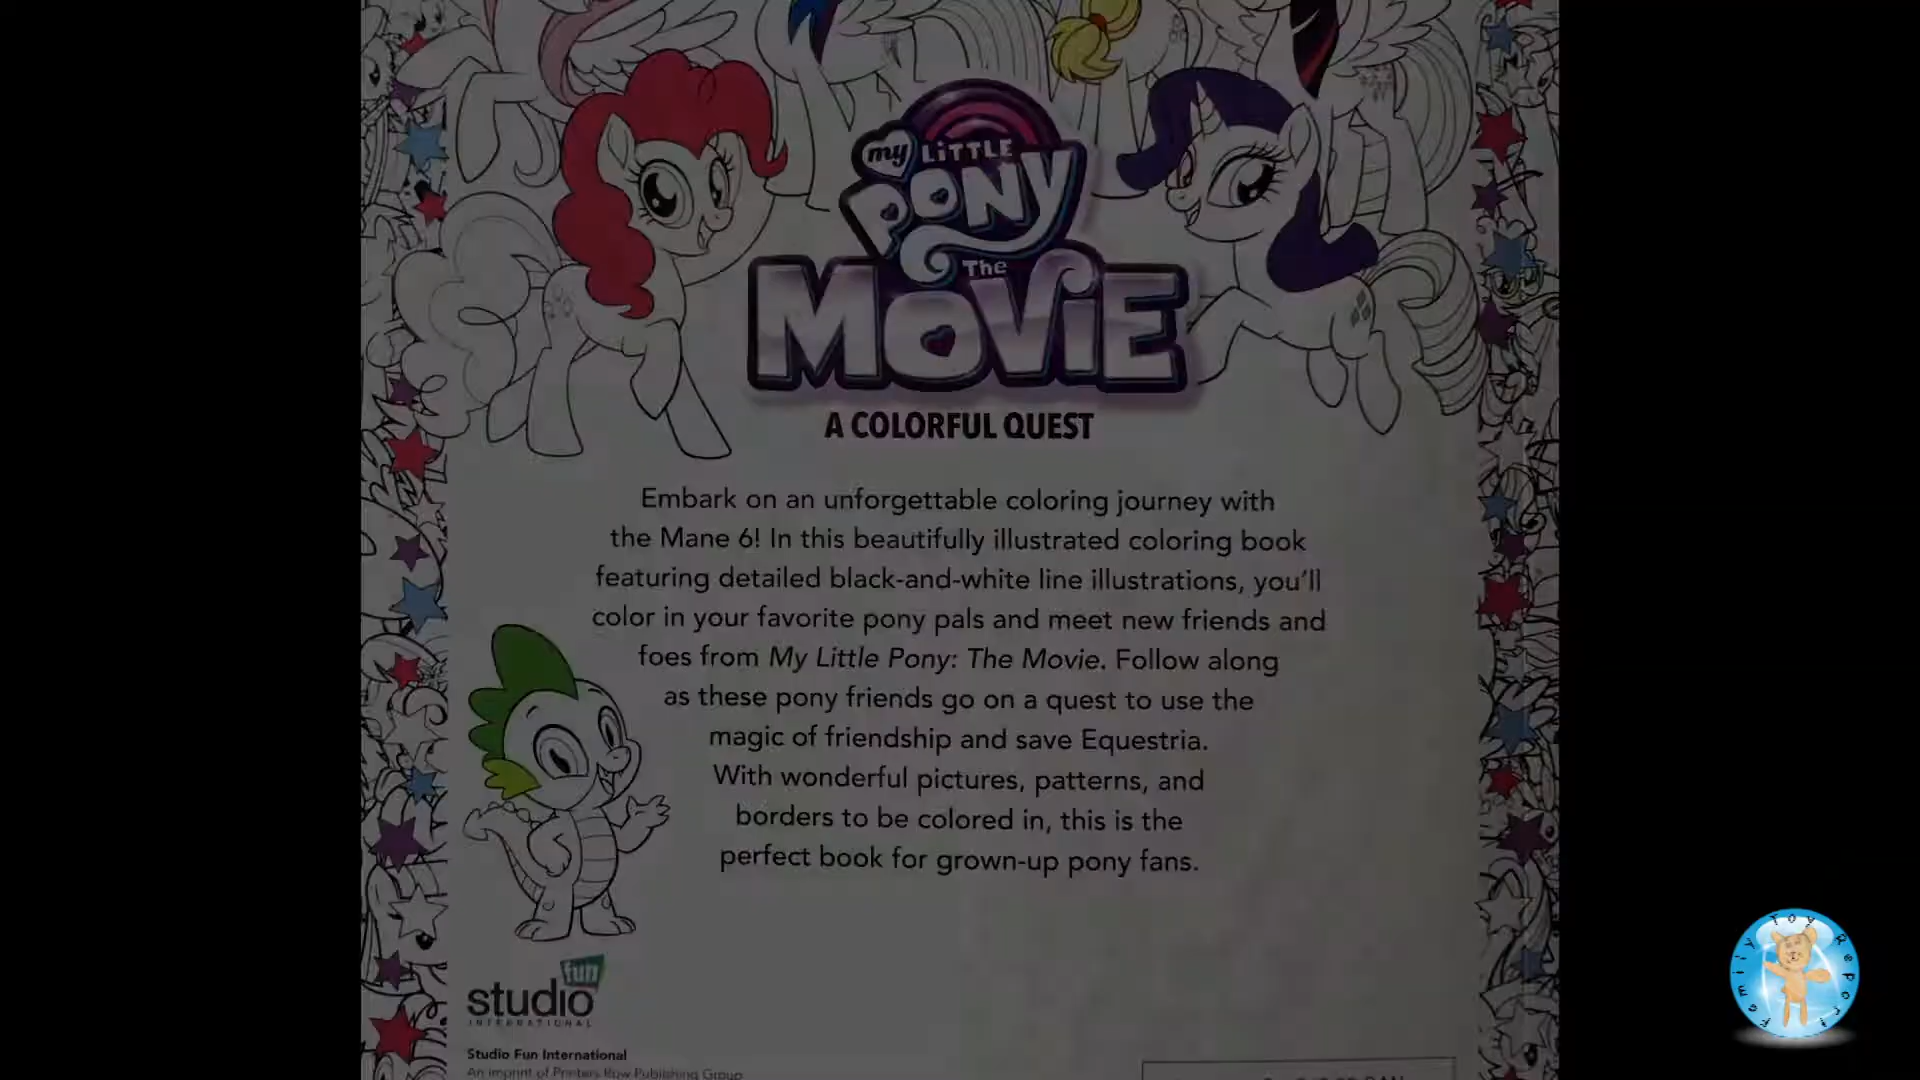 my LiTTLE
PONY
The
MOViE
A COLORFUL QUEST
Embark on an unforgettable coloring journey with
the Mane 6! In this beautifully illustrated coloring book
featuring detailed black-and-white line illustrations, you'll
color in your favorite pony pals and meet new friends and
foes from My Little Pony: The Movie. Follow along
as these pony friends go on a quest to use the
magic of friendship and save Equestria.
With wonderful pictures, patterns, and
borders to be colored in, this is the
perfect book for grown-up pony fans.
fun
studio
INTERNATIONAL
Studio Fun International
An imprint of Printers Row Publishing Group
Family Toy Report